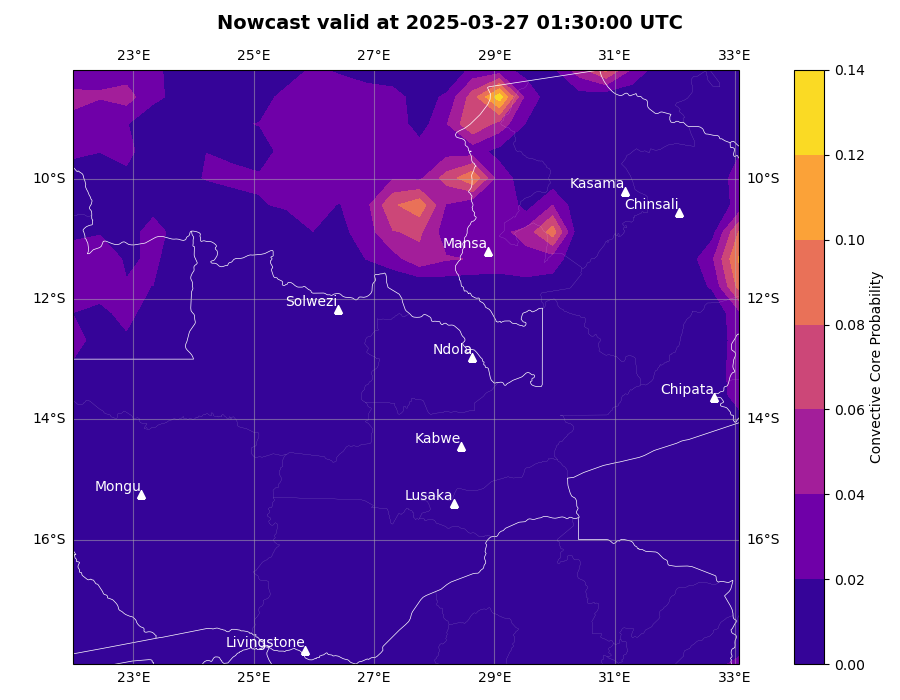 Nowcast valid at 2025-03-27 01:30:00 UTC
23°E 25°E 27°E 29°E 31°E 33°E
0.14
0.12
0.10
0.08
0.06
0.04
0.02
0.00
Convective Core Probability
10°S 10°S
12°S 12°S
14°S 14°S
16°S 16°S
Kasama
Chinsali
Mansa
Solwezi
Ndola
Chipata
Kabwe
Mongu
Lusaka
Livingstone
23°E 25°E 27°E 29°E 31°E 33°E